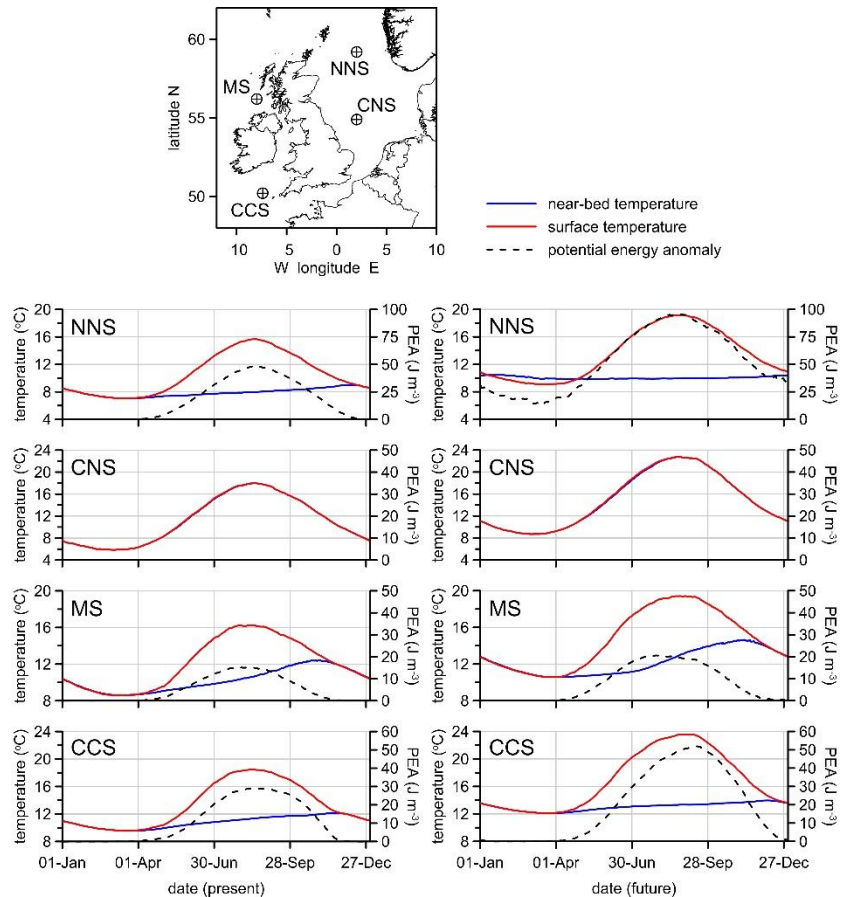 latitude N
60
55
50
NNS
MS
CNS
CCS
10 5 0 5 10
W longitude E
near-bed temperature
surface temperature
potential energy anomaly
temperature (°C)
20
16
12
8
4
NNS
100
75
50
25
0
PEA (J m-3)
temperature (°C)
20
16
12
8
4
NNS
100
75
50
25
0
PEA (J m-3)
temperature (°C)
24
20
16
12
8
4
CNS
50
40
30
20
10
0
PEA (J m-3)
temperature (°C)
24
20
16
12
8
4
CNS
50
40
30
20
10
0
PEA (J m-3)
temperature (°C)
20
16
12
8
MS
50
40
30
20
10
0
PEA (J m-3)
temperature (°C)
20
16
12
8
MS
50
40
30
20
10
0
PEA (J m-3)
temperature (°C)
24
20
16
12
8
CCS
60
50
40
30
20
10
0
PEA (J m-3)
01-Jan 01-Apr 30-Jun 28-Sep 27-Dec
date (present)
temperature (°C)
24
20
16
12
8
CCS
60
50
40
30
20
10
0
PEA (J m-3)
01-Jan 01-Apr 30-Jun 28-Sep 27-Dec
date (future)